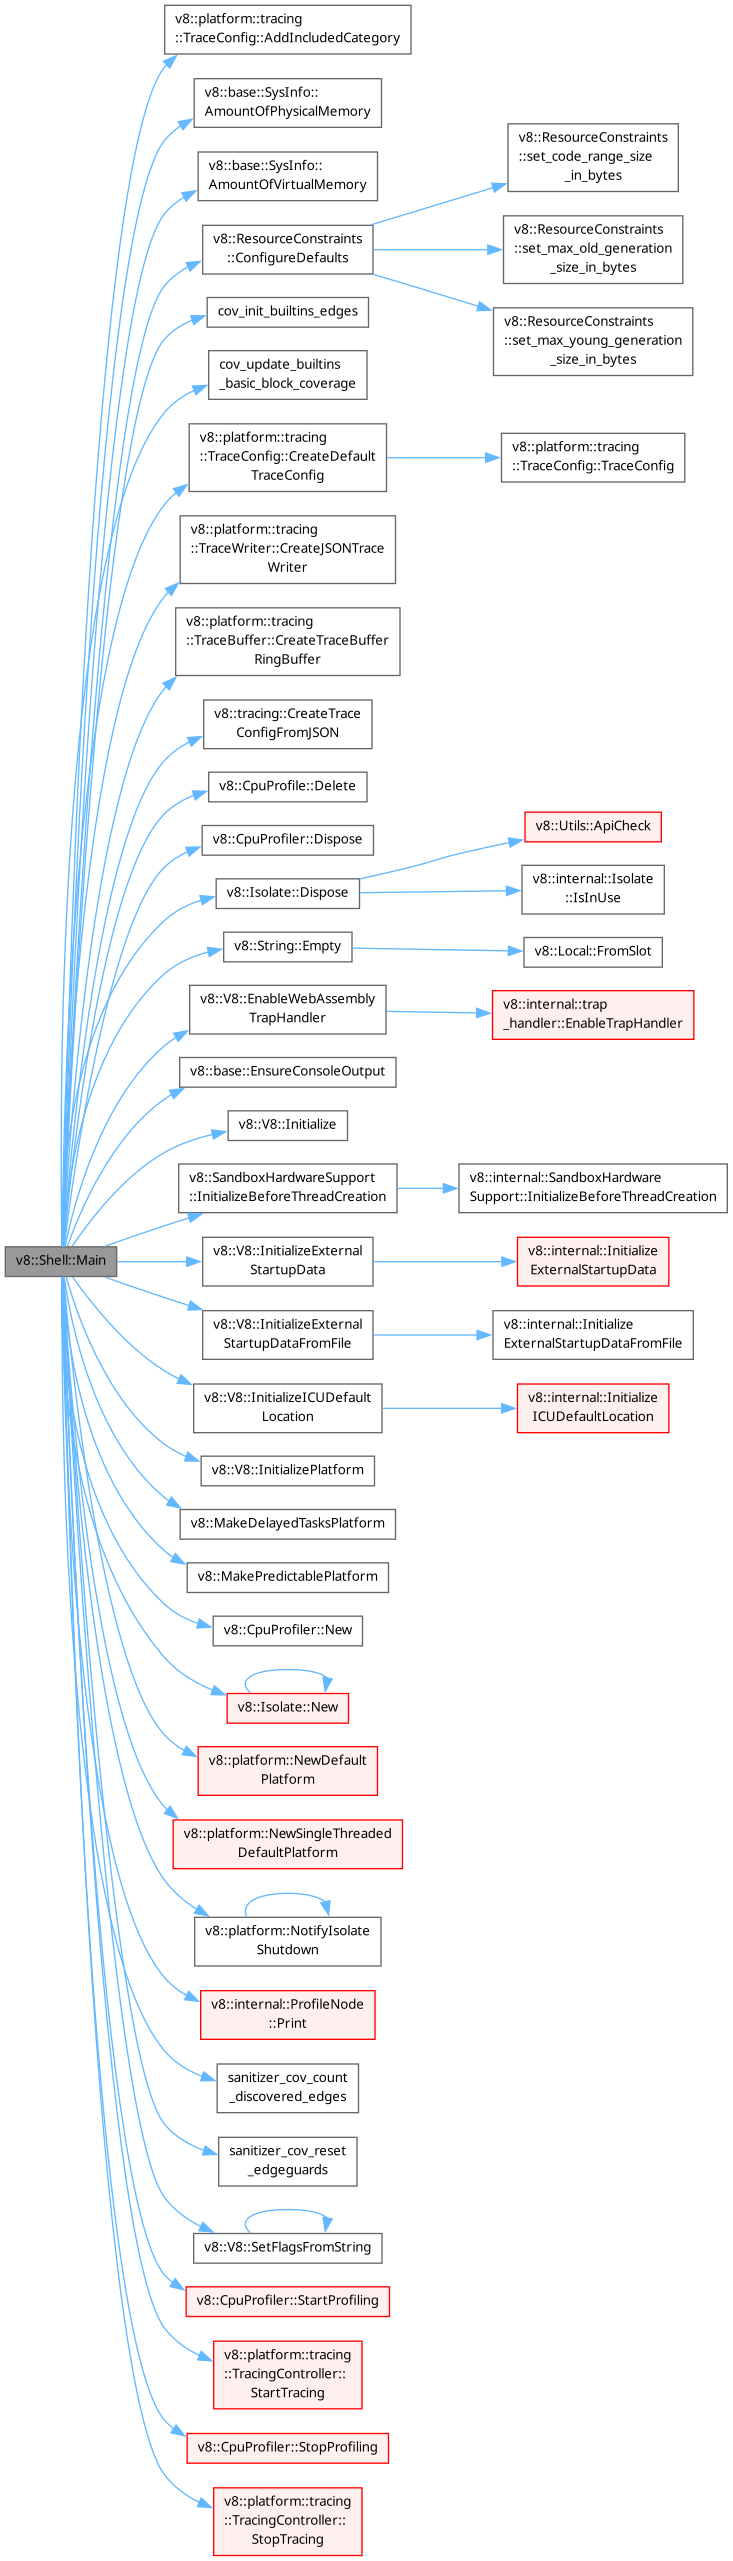 v8::platform::tracing
::TraceConfig::AddIncludedCategory
v8::base::SysInfo::
AmountOfPhysicalMemory
v8::base::SysInfo::
AmountOfVirtualMemory
v8::ResourceConstraints
::ConfigureDefaults
v8::ResourceConstraints
::set_code_range_size
_in_bytes
v8::ResourceConstraints
::set_max_old_generation
_size_in_bytes
v8::ResourceConstraints
::set_max_young_generation
_size_in_bytes
cov_init_builtins_edges
cov_update_builtins
_basic_block_coverage
v8::platform::tracing
::TraceConfig::CreateDefault
TraceConfig
v8::platform::tracing
::TraceConfig::TraceConfig
v8::platform::tracing
::TraceWriter::CreateJSONTrace
Writer
v8::platform::tracing
::TraceBuffer::CreateTraceBuffer
RingBuffer
v8::tracing::CreateTrace
ConfigFromJSON
v8::CpuProfile::Delete
v8::CpuProfiler::Dispose
v8::Isolate::Dispose
v8::Utils::ApiCheck
v8::internal::Isolate
::IsInUse
v8::String::Empty
v8::Local::FromSlot
v8::V8::EnableWebAssembly
TrapHandler
v8::internal::trap
_handler::EnableTrapHandler
v8::base::EnsureConsoleOutput
v8::V8::Initialize
v8::SandboxHardwareSupport
::InitializeBeforeThreadCreation
v8::internal::SandboxHardware
Support::InitializeBeforeThreadCreation
v8::Shell::Main
v8::V8::InitializeExternal
StartupData
v8::internal::Initialize
ExternalStartupData
v8::V8::InitializeExternal
StartupDataFromFile
v8::internal::Initialize
ExternalStartupDataFromFile
v8::V8::InitializeICUDefault
Location
v8::internal::Initialize
ICUDefaultLocation
v8::V8::InitializePlatform
v8::MakeDelayedTasksPlatform
v8::MakePredictablePlatform
v8::CpuProfiler::New
v8::Isolate::New
v8::platform::NewDefault
Platform
v8::platform::NewSingleThreaded
DefaultPlatform
v8::platform::NotifyIsolate
Shutdown
v8::internal::ProfileNode
::Print
sanitizer_cov_count
_discovered_edges
sanitizer_cov_reset
_edgeguards
v8::V8::SetFlagsFromString
v8::CpuProfiler::StartProfiling
v8::platform::tracing
::TracingController::
StartTracing
v8::CpuProfiler::StopProfiling
v8::platform::tracing
::TracingController::
StopTracing